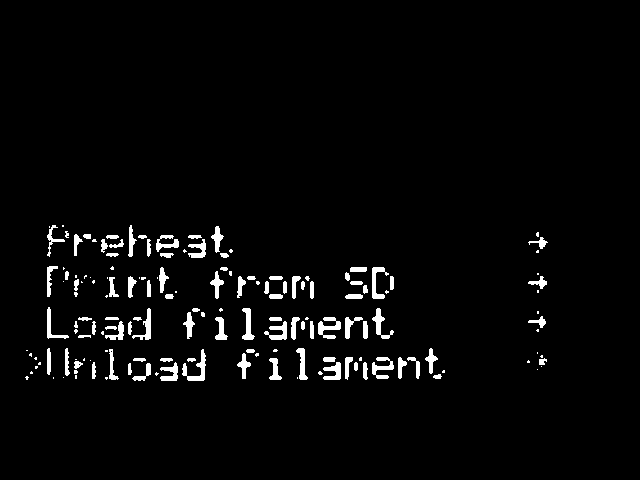 Preheat →
Print from SD →
Load filament →
>Unload filament →